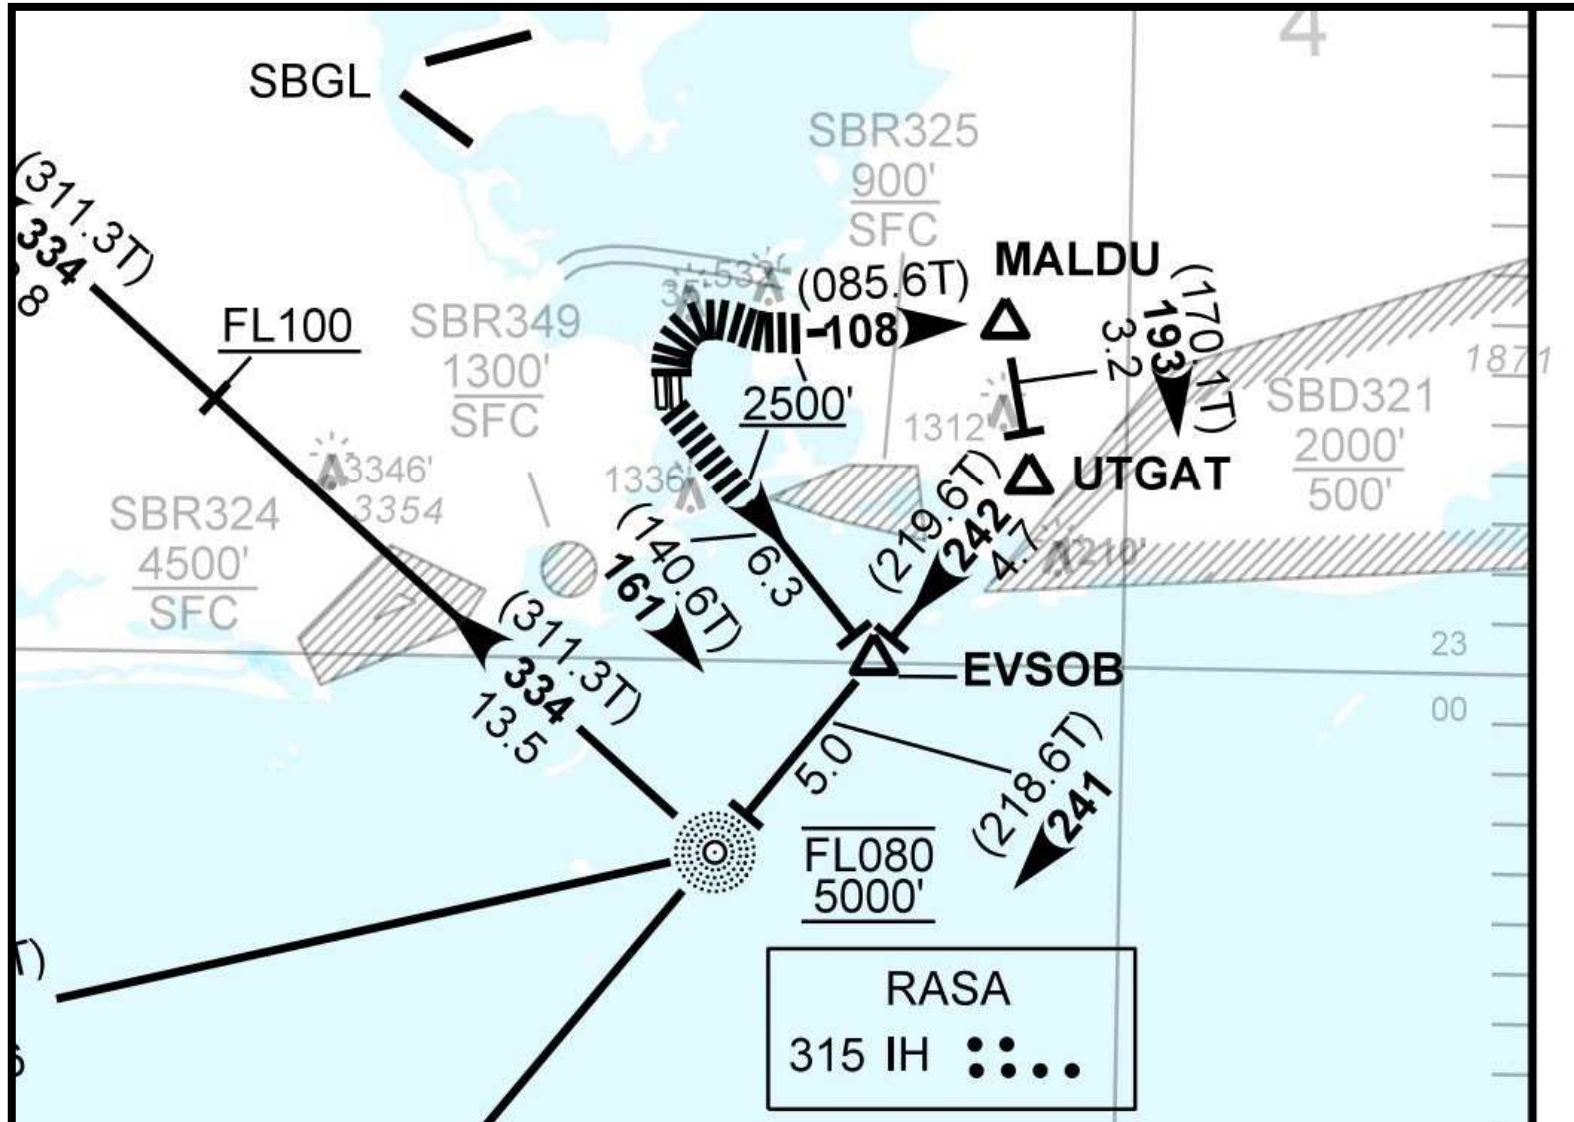 4
SBGL
SBR325
900'
SFC
(311.3T)
334
8
FL100
SBR349
1300'
SFC
532'
(085.6T)
108
MALDU
(170.1T)
193
3.2
1871
2500'
1312'
SBD321
2000'
500'
UTGAT
3346'
3354
1336'
SBR324
4500'
SFC
(140.6T)
161
6.3
(219.6T)
242
4.7
1210'
(311.3T)
334
13.5
EVSOB
23
00
5.0
(218.6T)
241
FL080
5000'
T)
RASA
315 IH